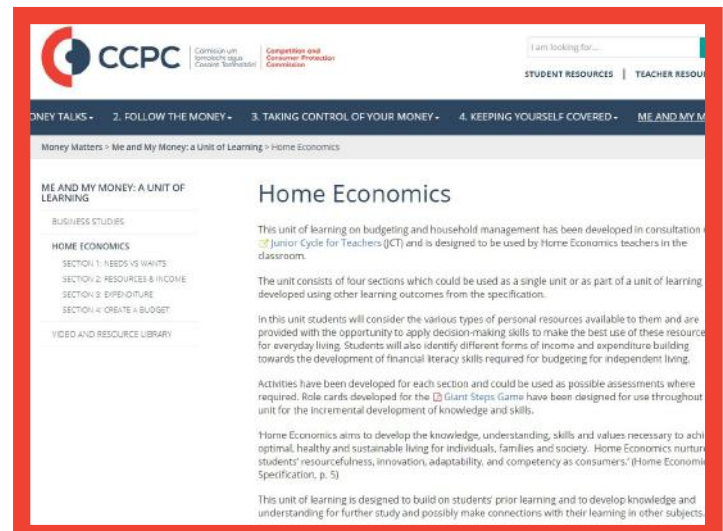 CCPC
Coimisiún um
Iomaíocht agus
Cosaint Tomhaltóirí
Competition and
Consumer Protection
Commission
I am looking for...
STUDENT RESOURCES | TEACHER RESOU
ONEY TALKS 2. FOLLOW THE MONEY 3. TAKING CONTROL OF YOUR MONEY 4. KEEPING YOURSELF COVERED ME AND MY M
Money Matters > Me and My Money: a Unit of Learning > Home Economics
ME AND MY MONEY: A UNIT OF
LEARNING
BUSINESS STUDIES
HOME ECONOMICS
SECTION 1: NEEDS VS WANTS
SECTION 2: RESOURCES & INCOME
SECTION 3: EXPENDITURE
SECTION 4: CREATE A BUDGET
VIDEO AND RESOURCE LIBRARY
Home Economics
This unit of learning on budgeting and household management has been developed in consultation
Junior Cycle for Teachers (JCT) and is designed to be used by Home Economics teachers in the
classroom.
The unit consists of four sections which could be used as a single unit or as part of a unit of learning
developed using other learning outcomes from the specification.
In this unit students will consider the various types of personal resources available to them and are
provided with the opportunity to apply decision-making skills to make the best use of these resource
for everyday living. Students will also identify different forms of income and expenditure building
towards the development of financial literacy skills required for budgeting for independent living.
Activities have been developed for each section and could be used as possible assessments where
required. Role cards developed for the Giant Steps Game have been designed for use throughout
unit for the incremental development of knowledge and skills.
'Home Economics aims to develop the knowledge, understanding, skills and values necessary to achi
optimal, healthy and sustainable living for individuals, families and society. Home Economics nurture
students' resourcefulness, innovation, adaptability, and competency as consumers.' (Home Economi
Specification, p. 5)
This unit of learning is designed to build on students' prior learning and to develop knowledge and
understanding for further study and possibly make connections with their learning in other subjects.